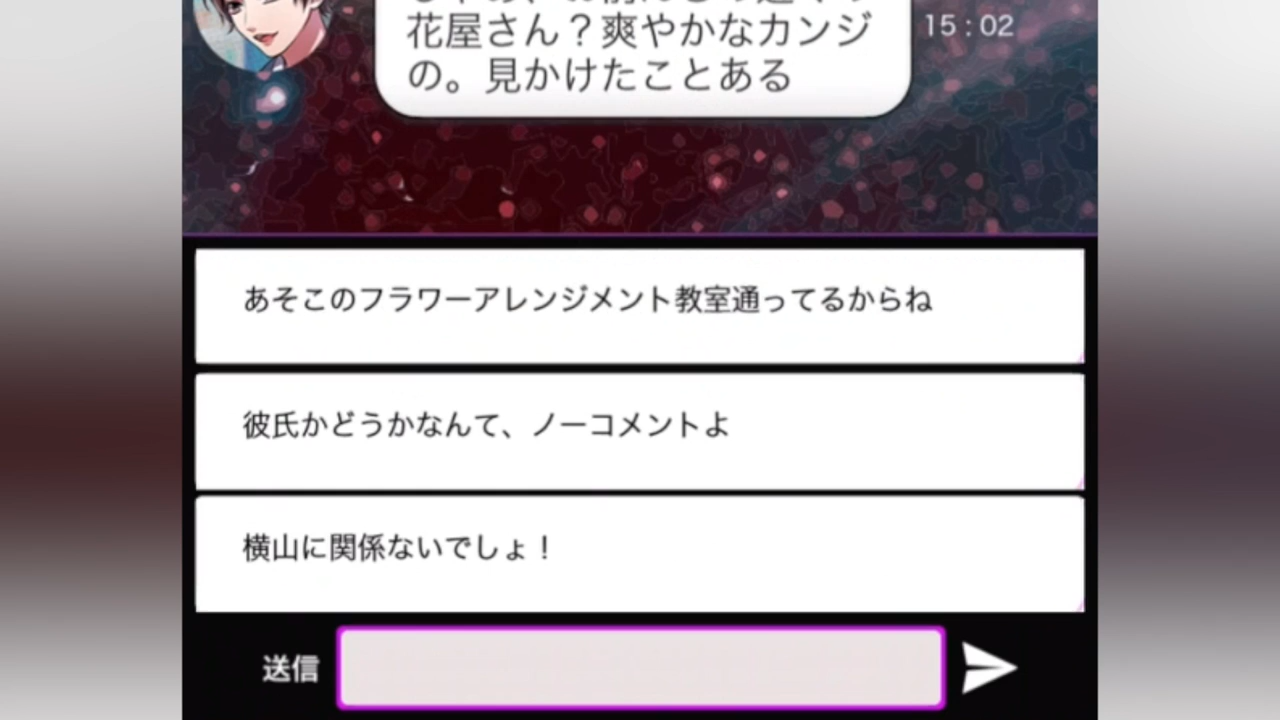 花屋さん？爽やかなカンジ
の。見かけたことある
15:02
あそこのフラワーアレンジメント教室通ってるからね
彼氏かどうかなんて、ノーコメントよ
横山に関係ないでしょ！
送信